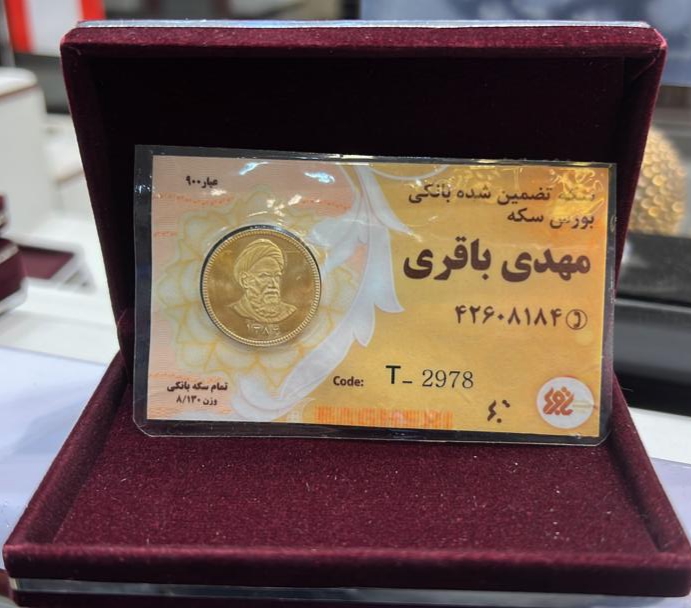 عیار ۹۰۰
سکه تضمین شده بانکی
بورس سکه
مهدی باقری
۴۲۶۰۸۱۸۴
۱۳۸۶
تمام سکه بانکی
وزن ۸/۱۳۰
Code: T- 2978